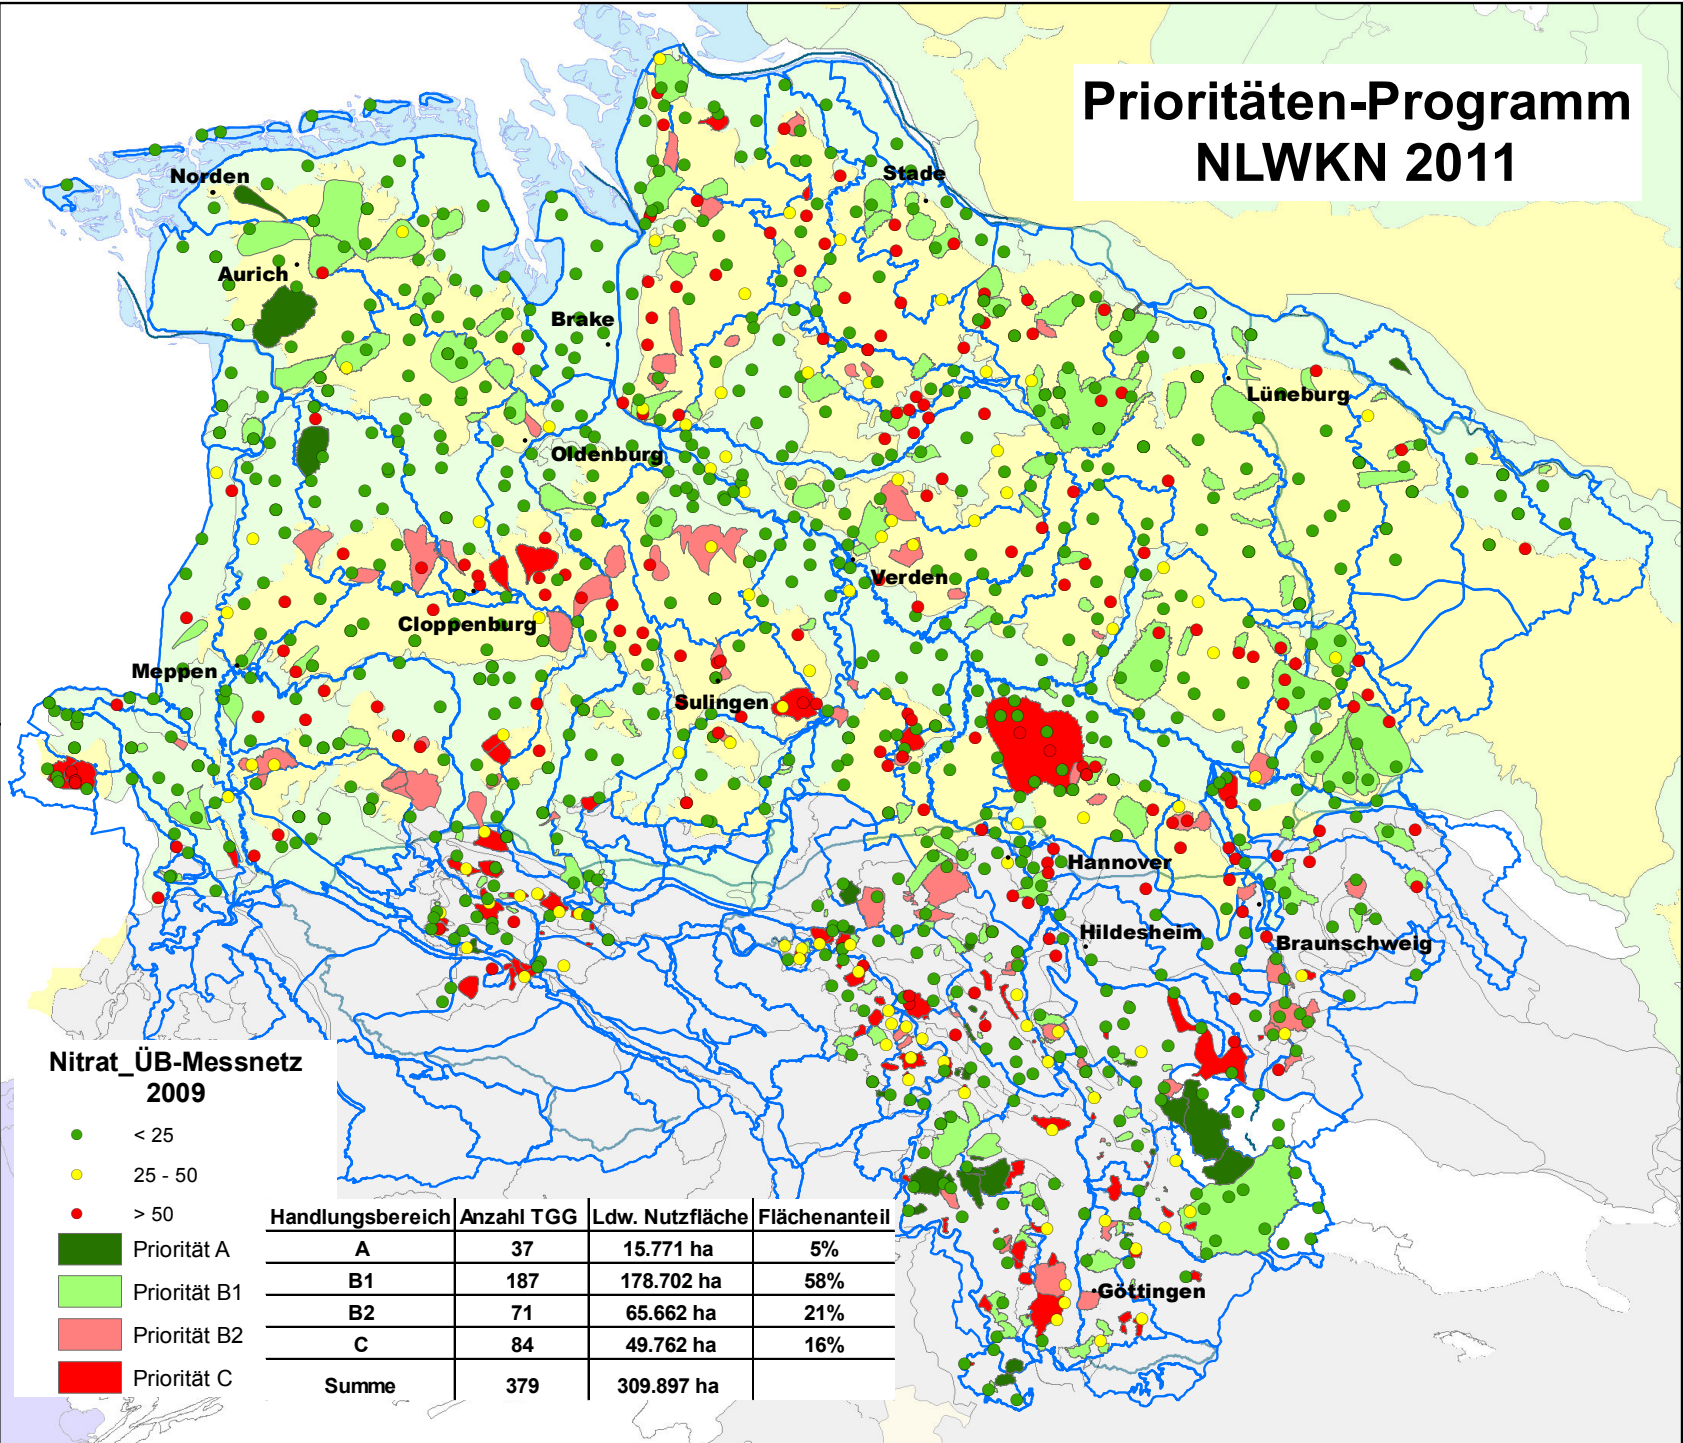 Prioritäten-Programm
NLWKN 2011
Norden
Stade
Aurich
Brake
Lüneburg
Oldenburg
Verden
Cloppenburg
Meppen
Sulingen
Hannover
Hildesheim
Braunschweig
Göttingen
Nitrat_ÜB-Messnetz
2009
< 25
25 - 50
> 50
Priorität A
Priorität B1
Priorität B2
Priorität C
Handlungsbereich Anzahl TGG Ldw. Nutzfläche Flächenanteil
A 37 15.771 ha 5%
B1 187 178.702 ha 58%
B2 71 65.662 ha 21%
C 84 49.762 ha 16%
Summe 379 309.897 ha